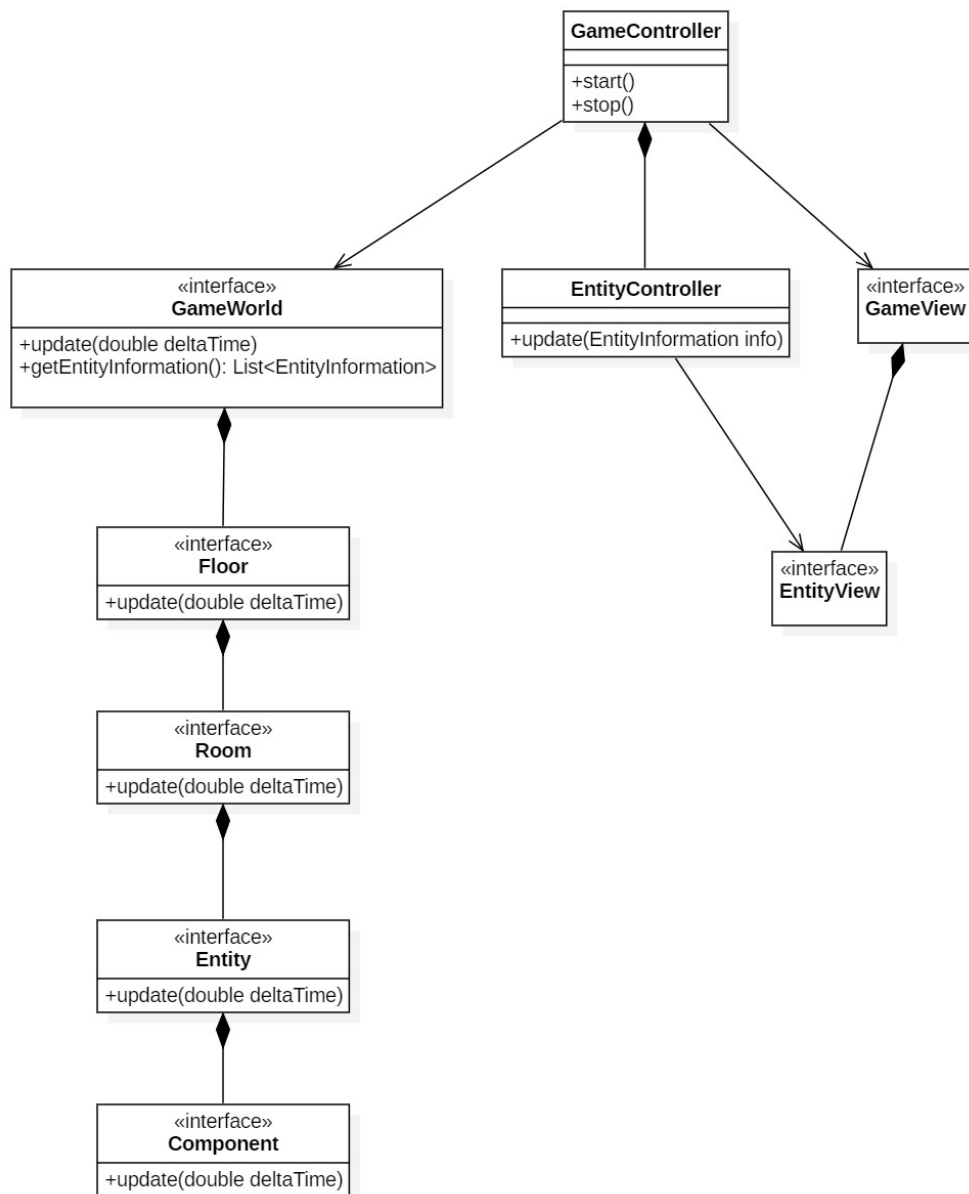 GameController
+start()
+stop()
«interface»
GameWorld
+update(double deltaTime)
+getEntityInformation(): List<EntityInformation>
EntityController
+update(EntityInformation info)
«interface»
GameView
«interface»
Floor
+update(double deltaTime)
«interface»
EntityView
«interface»
Room
+update(double deltaTime)
«interface»
Entity
+update(double deltaTime)
«interface»
Component
+update(double deltaTime)